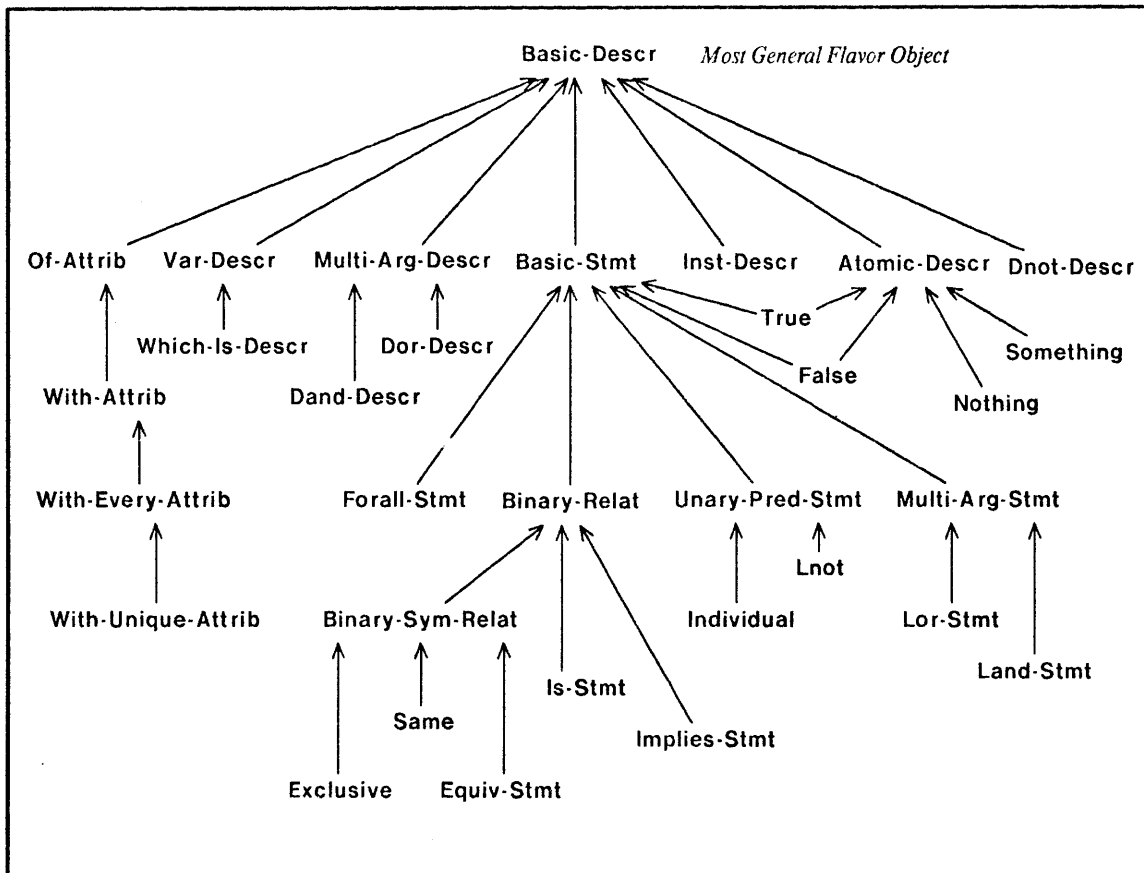 Basic-Descr Most General Flavor Object
Of-Attrib Var-Descr Multi-Arg-Descr Basic-Stmt Inst-Descr Atomic-Descr Dnot-Descr
True
Which-Is-Descr Dor-Descr Something
False
With-Attrib Dand-Descr Nothing
With-Every-Attrib Forall-Stmt Binary-Relat Unary-Pred-Stmt Multi-Arg-Stmt
Lnot
With-Unique-Attrib Binary-Sym-Relat Individual Lor-Stmt
Land-Stmt
Is-Stmt
Same
Implies-Stmt
Exclusive Equiv-Stmt